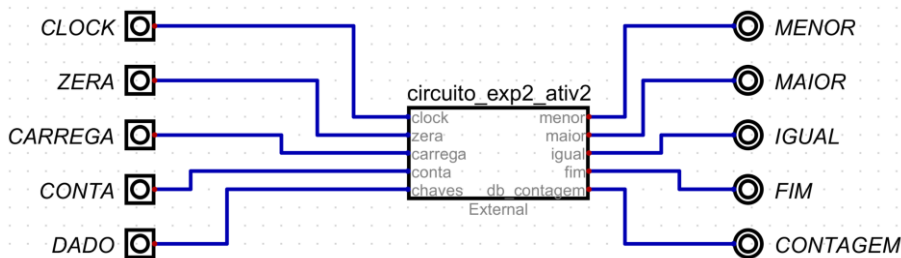 CLOCK
MENOR
ZERA
MAIOR
circuito_exp2_ativ2
clock menor
zera maior
CARREGA
carrega igual
IGUAL
conta fim
CONTA
chaves db_contagem
FIM
External
DADO
CONTAGEM